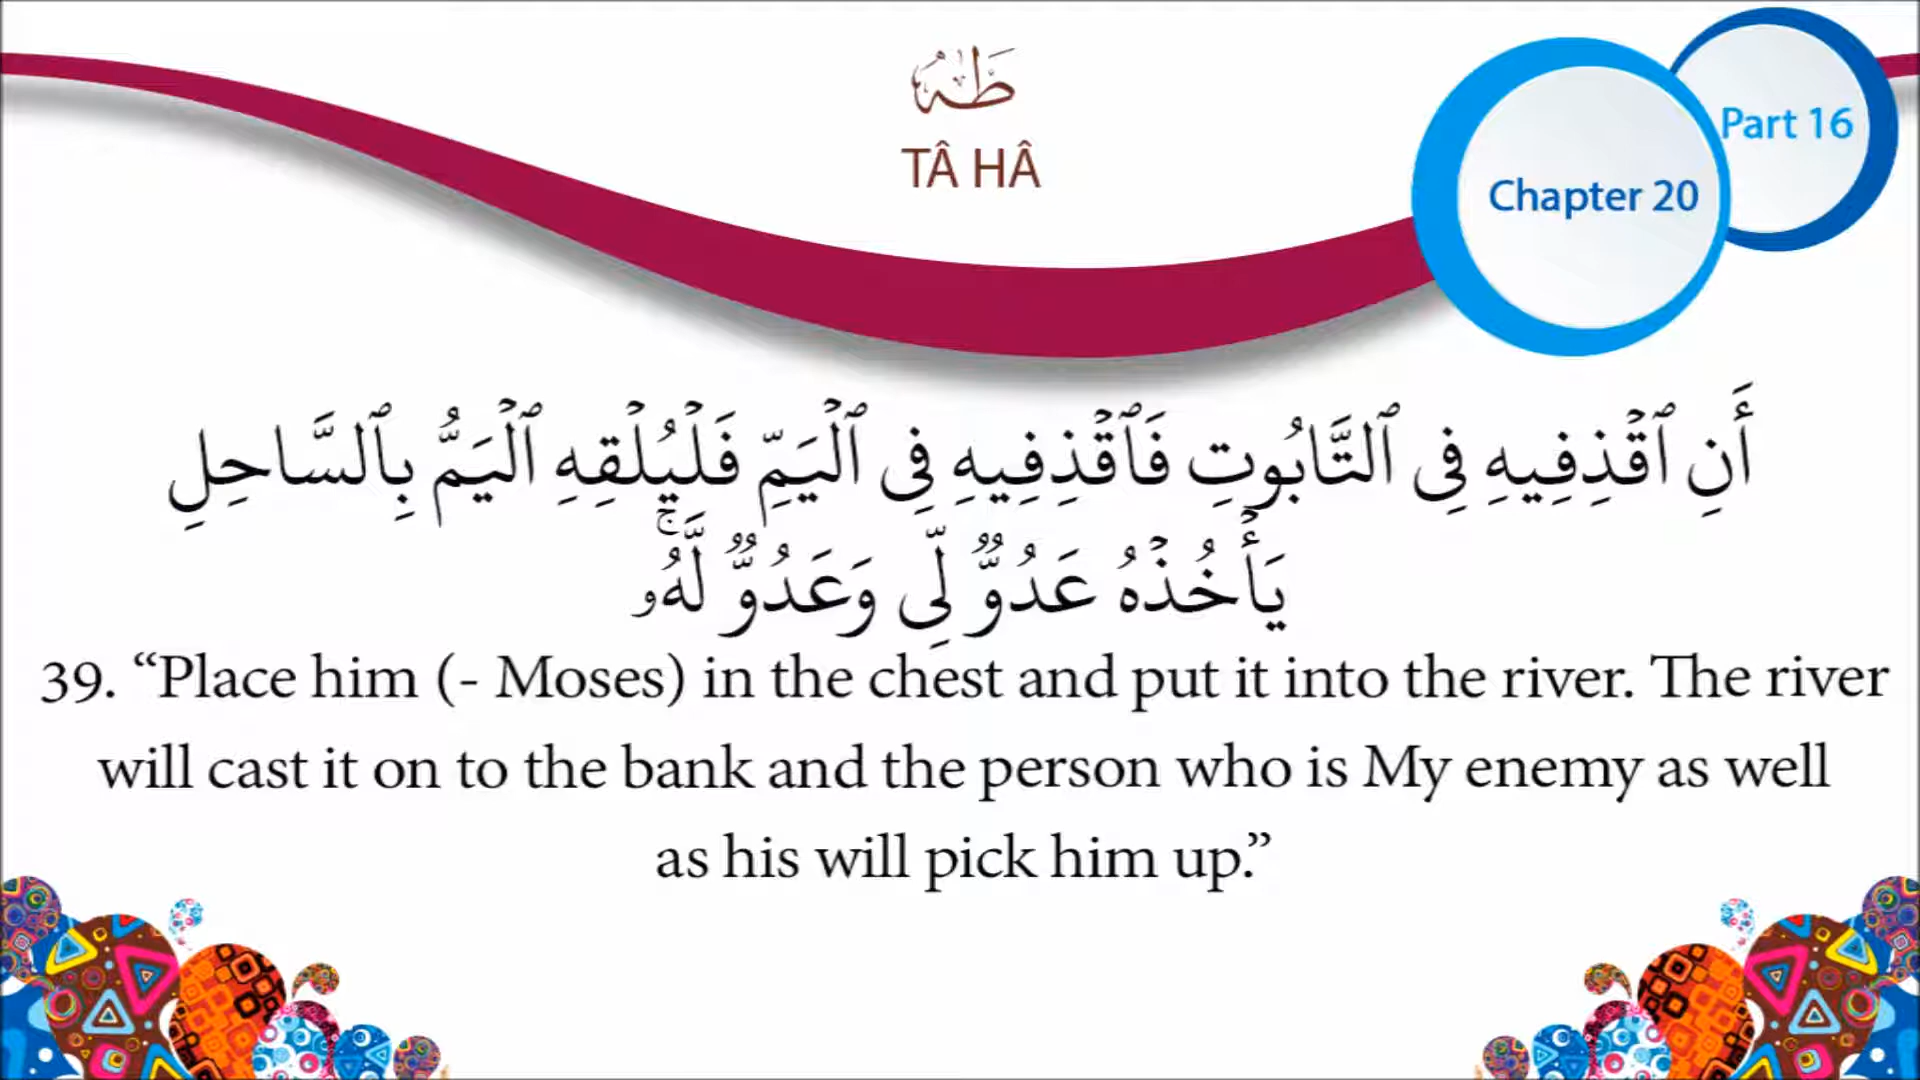 طه
TÂ HÂ
Part 16
Chapter 20
أَنِ ٱقْذِفِيهِ فِى ٱلتَّابُوتِ فَٱقْذِفِيهِ فِى ٱلْيَمِّ فَلْيُلْقِهِ ٱلْيَمُّ بِٱلسَّاحِلِ
يَأْخُذْهُ عَدُوٌّ لِّى وَعَدُوٌّ لَّهُۥ ۚ
39. “Place him (- Moses) in the chest and put it into the river. The river
will cast it on to the bank and the person who is My enemy as well
as his will pick him up.”